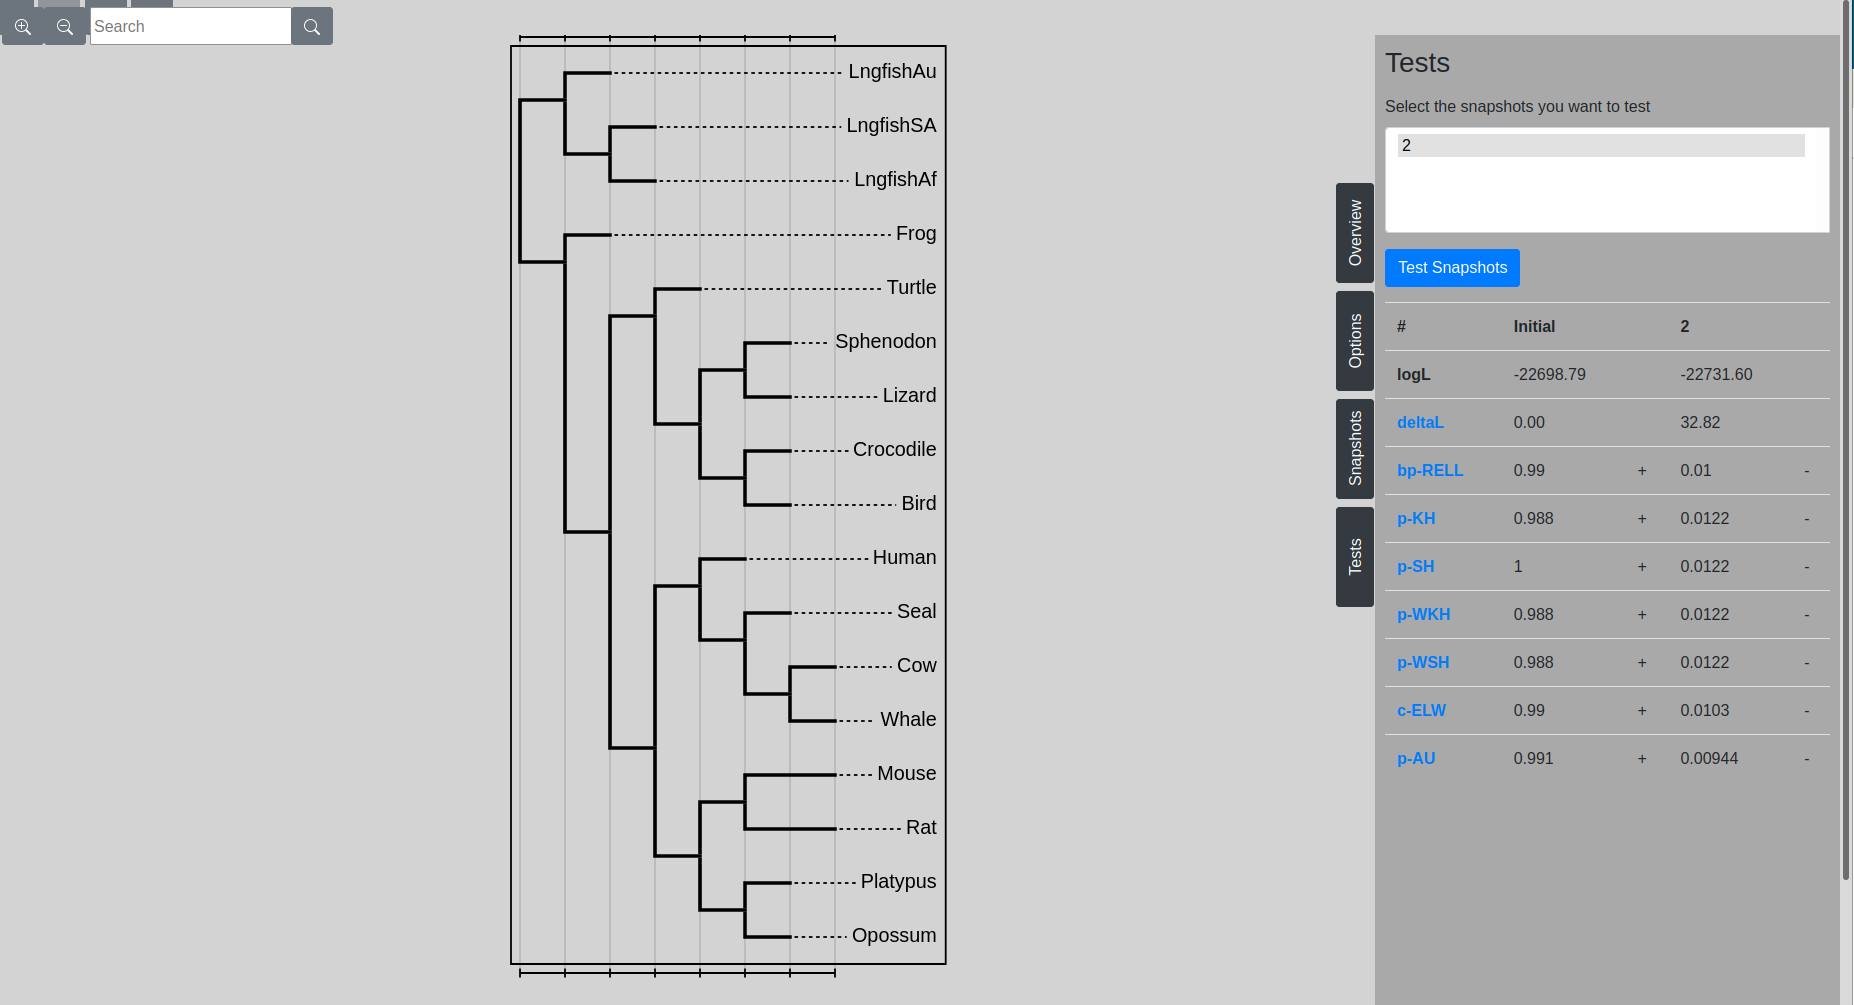 Search
LngfishAu
LngfishSA
LngfishAf
Frog
Turtle
Sphenodon
Lizard
Crocodile
Bird
Human
Seal
Cow
Whale
Mouse
Rat
Platypus
Opossum
Overview
Options
Snapshots
Tests
Tests
Select the snapshots you want to test
2
Test Snapshots
# Initial 2
logL -22698.79 -22731.60
deltaL 0.00 32.82
bp-RELL 0.99 + 0.01 -
p-KH 0.988 + 0.0122 -
p-SH 1 + 0.0122 -
p-WKH 0.988 + 0.0122 -
p-WSH 0.988 + 0.0122 -
c-ELW 0.99 + 0.0103 -
p-AU 0.991 + 0.00944 -